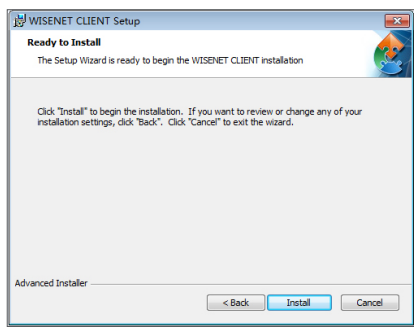 WISENET CLIENT Setup
Ready to Install
The Setup Wizard is ready to begin the WISENET CLIENT installation
Click "Install" to begin the installation. If you want to review or change any of your
installation settings, click "Back". Click "Cancel" to exit the wizard.
Advanced Installer
< Back Install Cancel